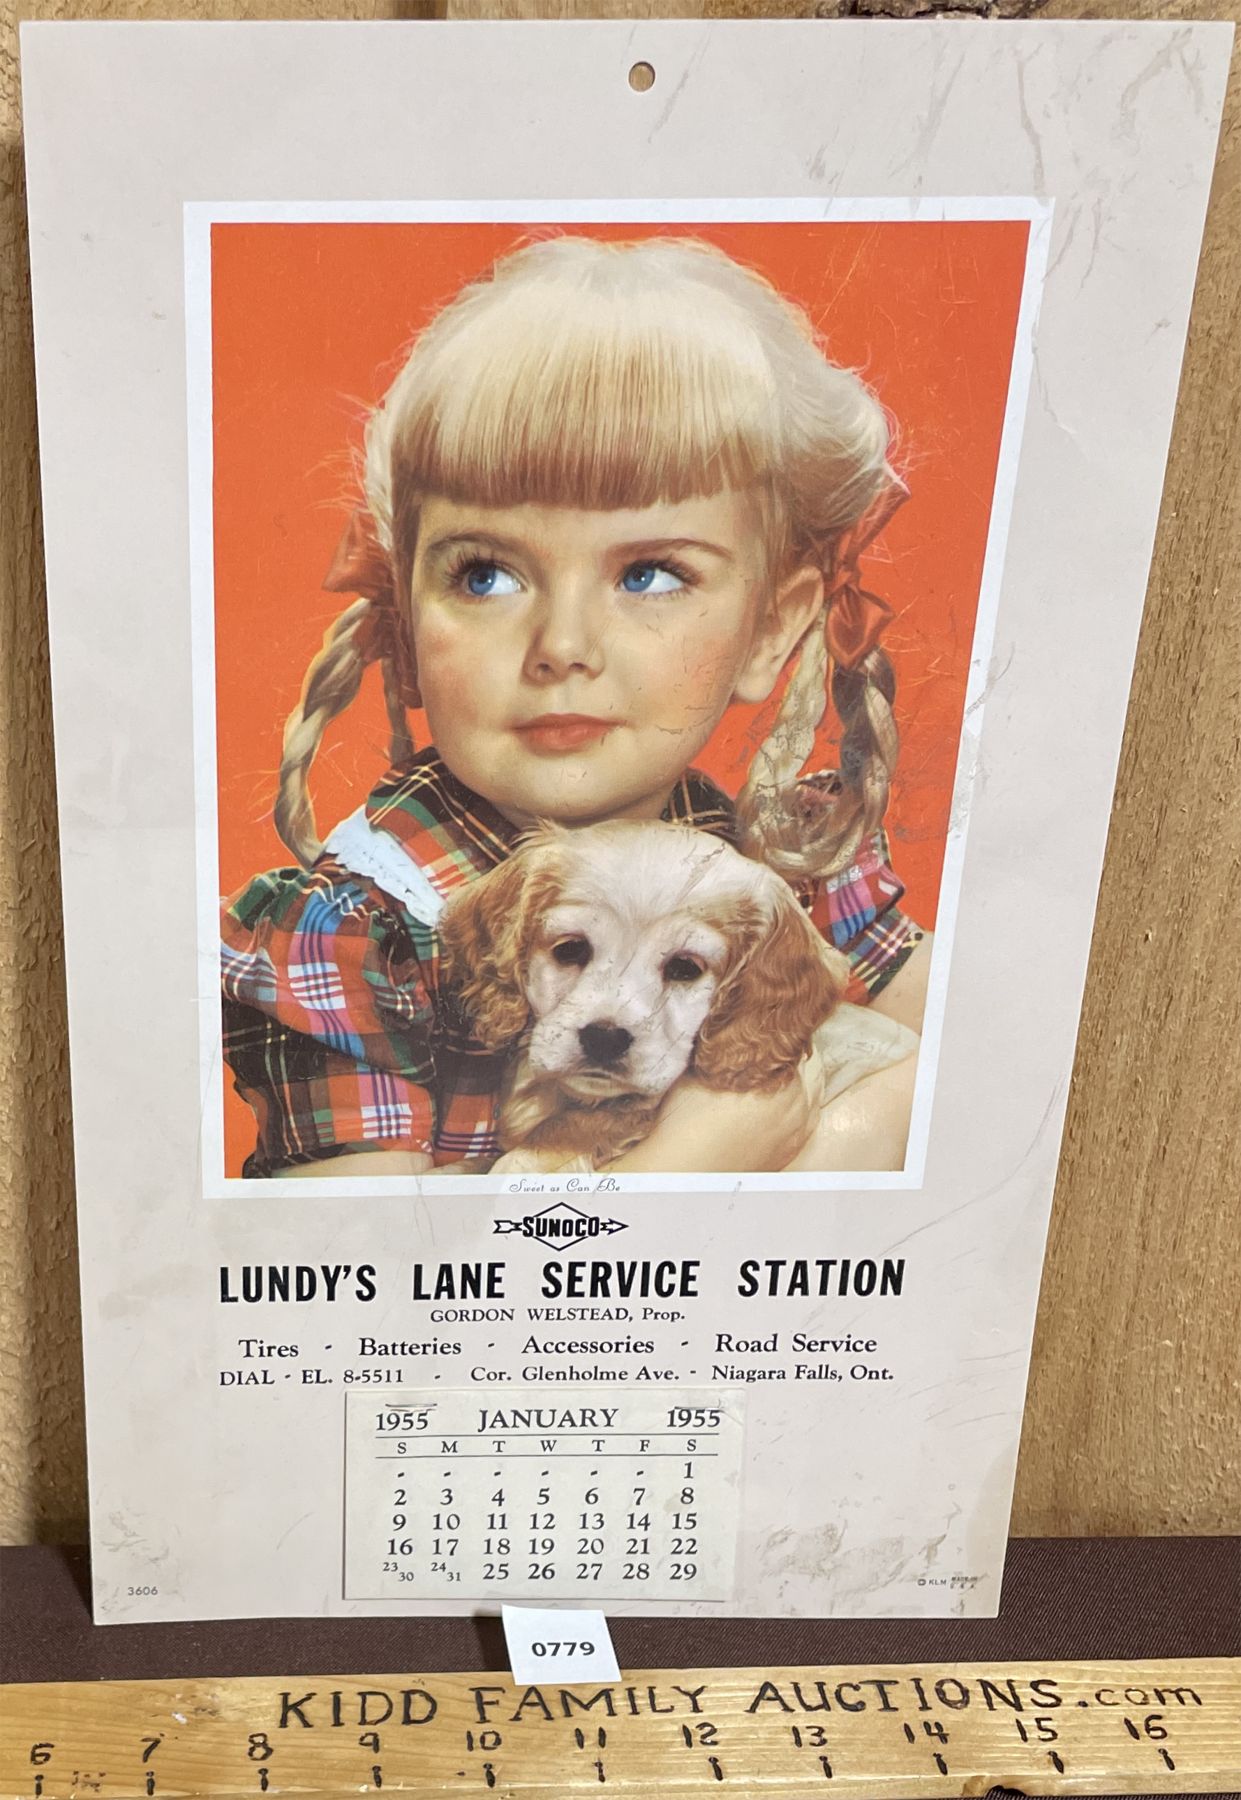 Sweet as Can Be
SUNOCO
LUNDY'S LANE SERVICE STATION
GORDON WELSTEAD, Prop.
Tires - Batteries - Accessories - Road Service
DIAL - EL. 8-5511 - Cor. Glenholme Ave. - Niagara Falls, Ont.
1955 JANUARY 1955
S M T W T F S
- - - - - - 1
2 3 4 5 6 7 8
9 10 11 12 13 14 15
16 17 18 19 20 21 22
23 30 24 31 25 26 27 28 29
3606
KLM MADE IN U.S.A.
0779
KIDD FAMILY AUCTIONS.com
6 7 8 9 10 11 12 13 14 15 16